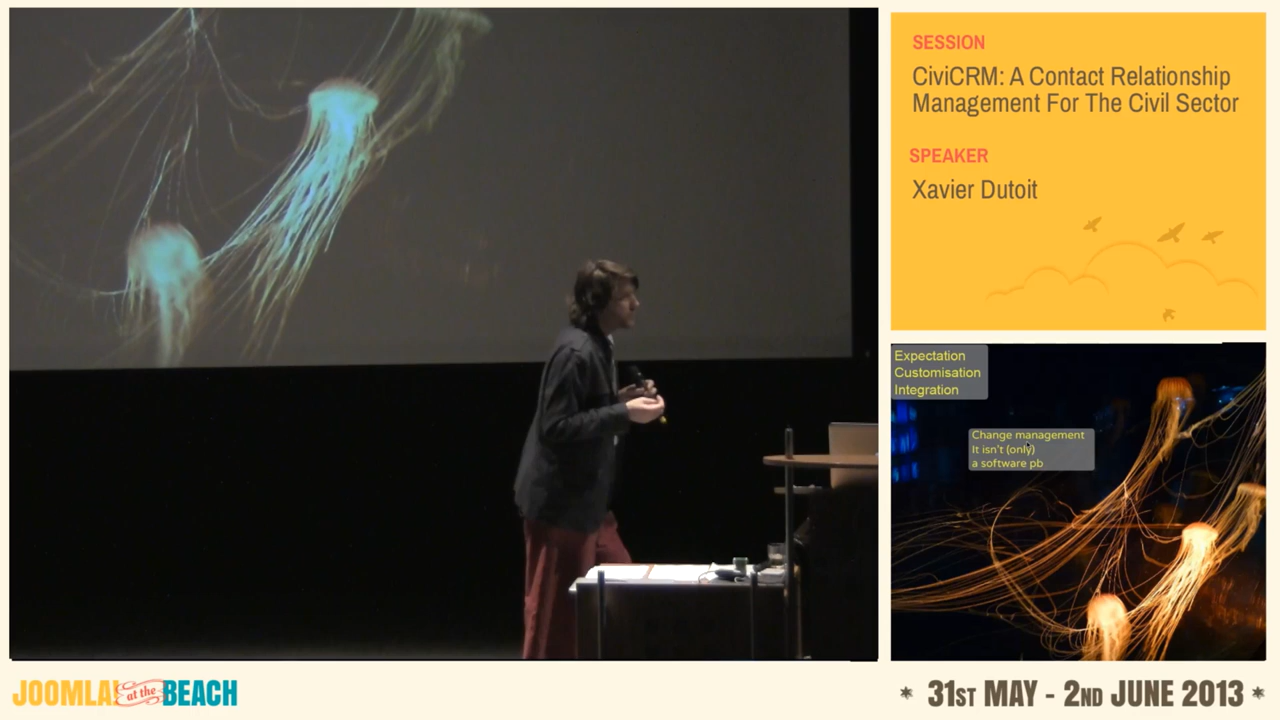 SESSION
CiviCRM: A Contact Relationship
Management For The Civil Sector
SPEAKER
Xavier Dutoit
Expectation
Customisation
Integration
Change management
It isn't (only)
a software pb
JOOMLA! at the BEACH
* 31ST MAY - 2ND JUNE 2013 *